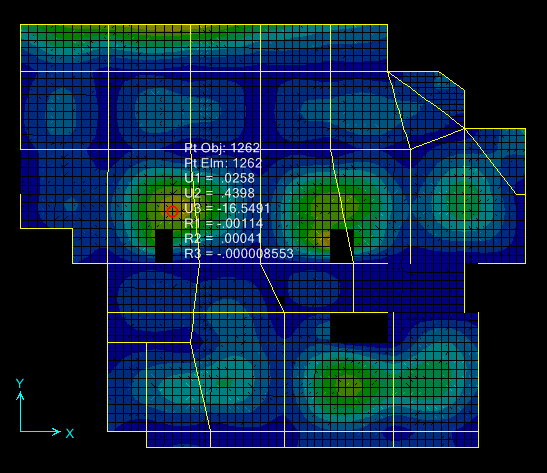 Pt Obj: 1262
Pt Elm: 1262
U1 = .0258
U2 = .4398
U3 = -16.5491
R1 = -.00114
R2 = .00041
R3 = -.000008553
Y
X